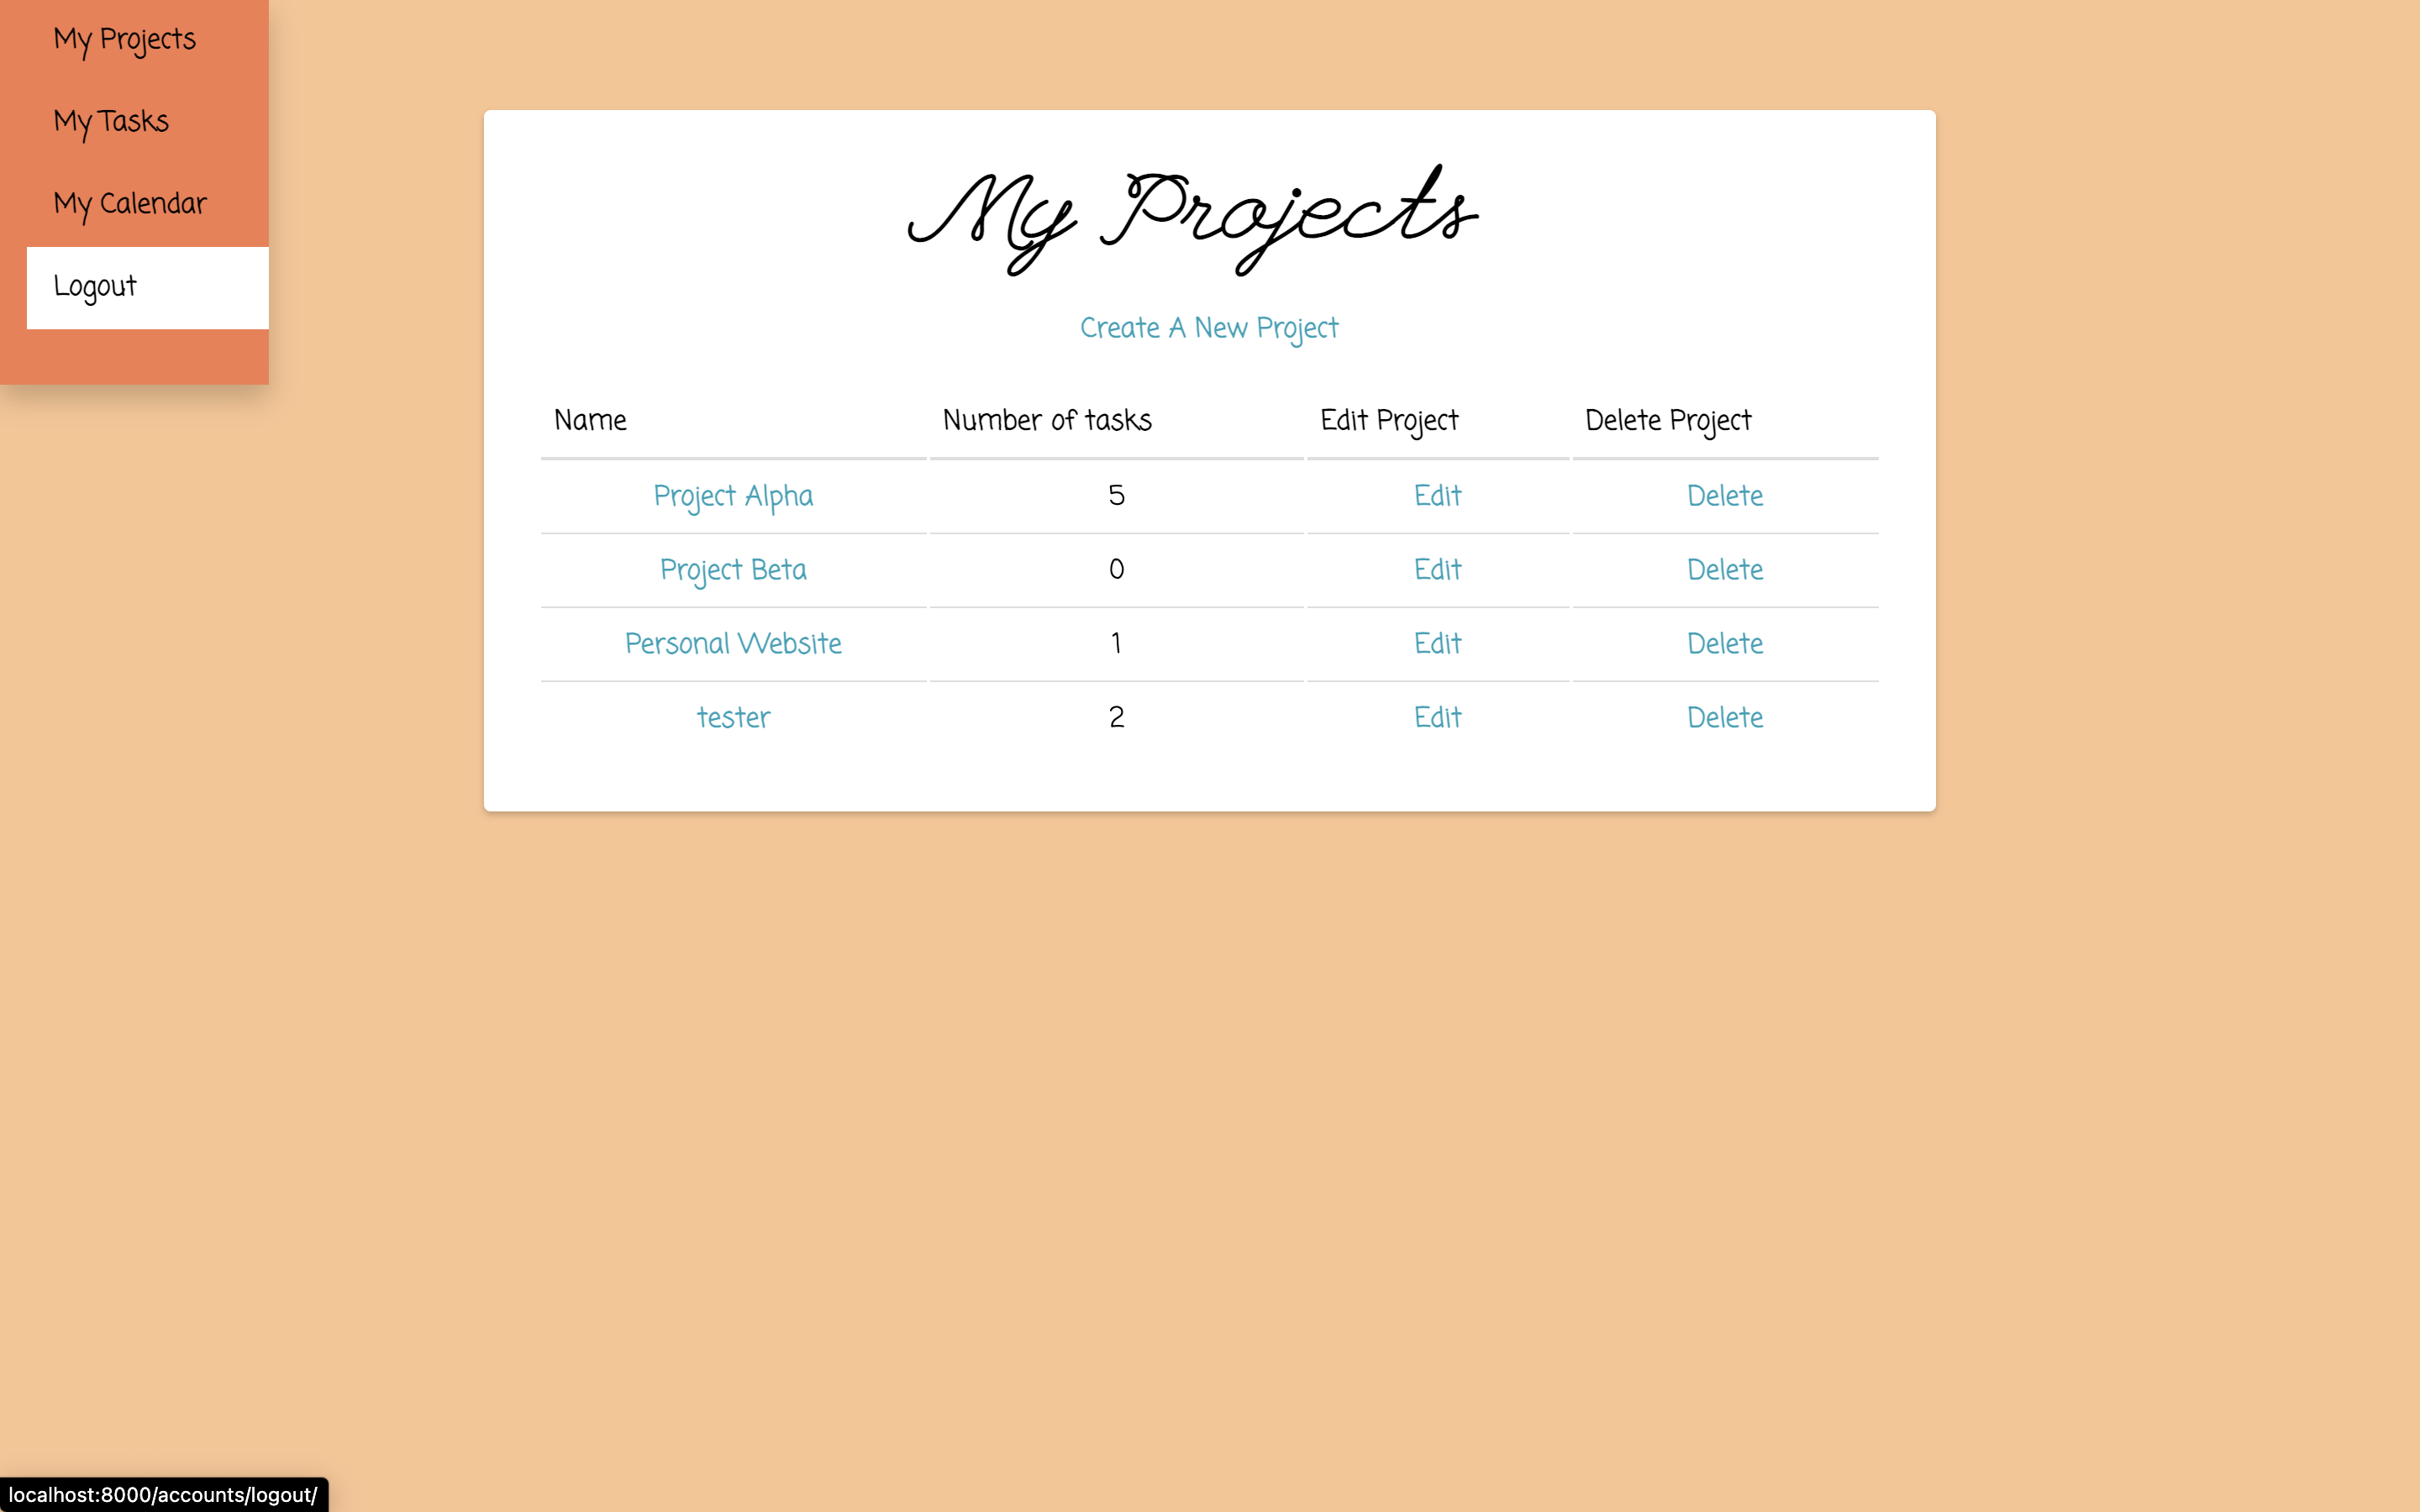 My Projects
My Tasks
My Calendar
Logout
My Projects
Create A New Project
Name Number of tasks Edit Project Delete Project
Project Alpha 5 Edit Delete
Project Beta 0 Edit Delete
Personal Website 1 Edit Delete
tester 2 Edit Delete
localhost:8000/accounts/logout/